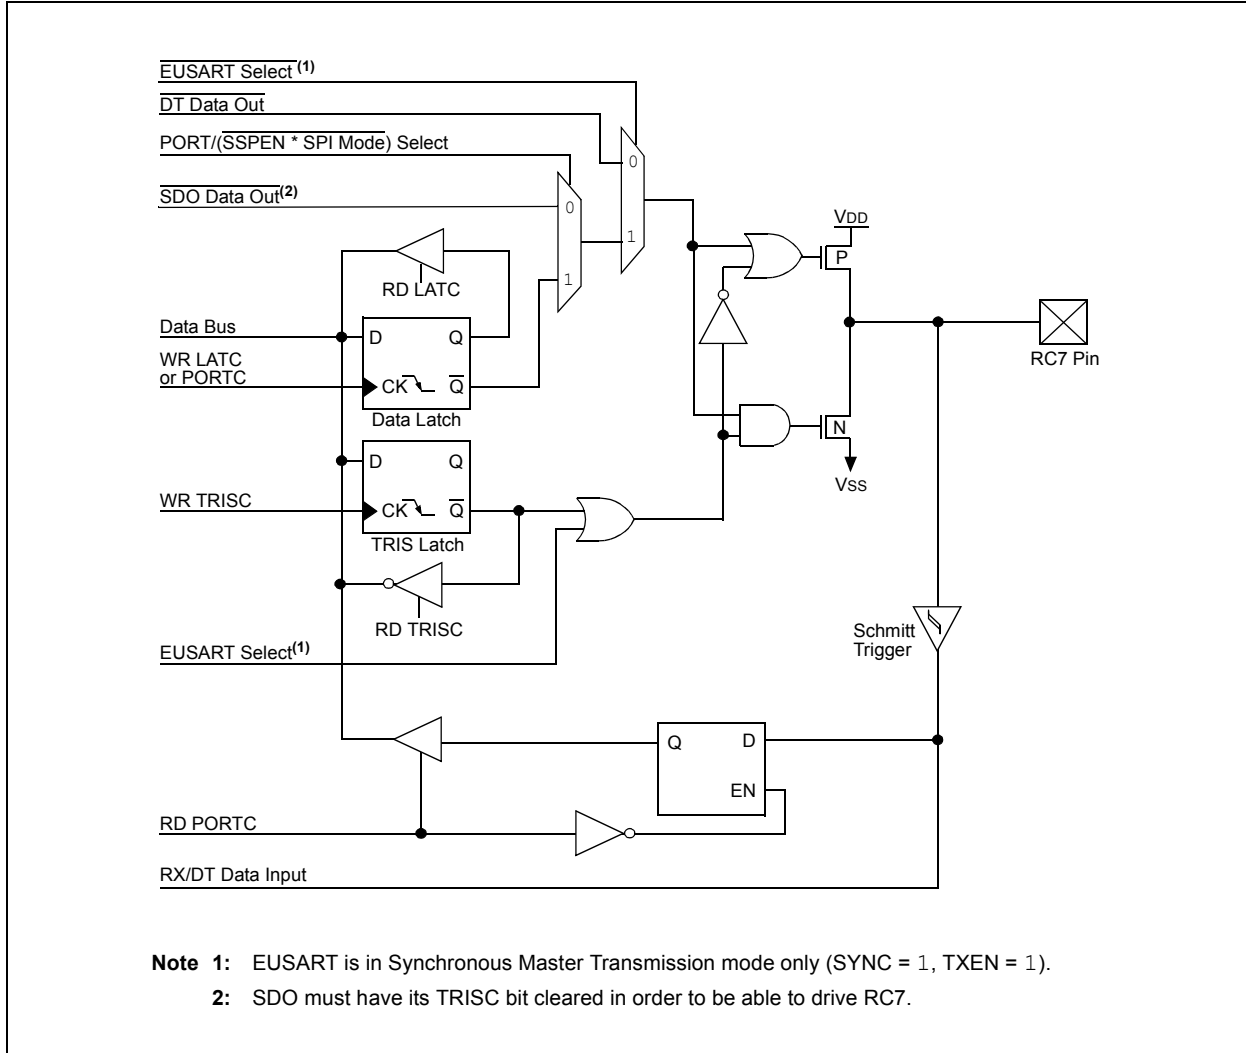 EUSART Select(1)
DT Data Out
PORT/(SSPEN * SPI Mode) Select
SDO Data Out(2)
0
1
0
1
VDD
P
RD LATC
Data Bus
D
Q
WR LATC
or PORTC
CK
Q
Data Latch
RC7 Pin
N
VSS
D
Q
WR TRISC
CK
Q
TRIS Latch
RD TRISC
EUSART Select(1)
Schmitt
Trigger
Q
D
EN
RD PORTC
RX/DT Data Input
Note 1: EUSART is in Synchronous Master Transmission mode only (SYNC = 1, TXEN = 1).
2: SDO must have its TRISC bit cleared in order to be able to drive RC7.